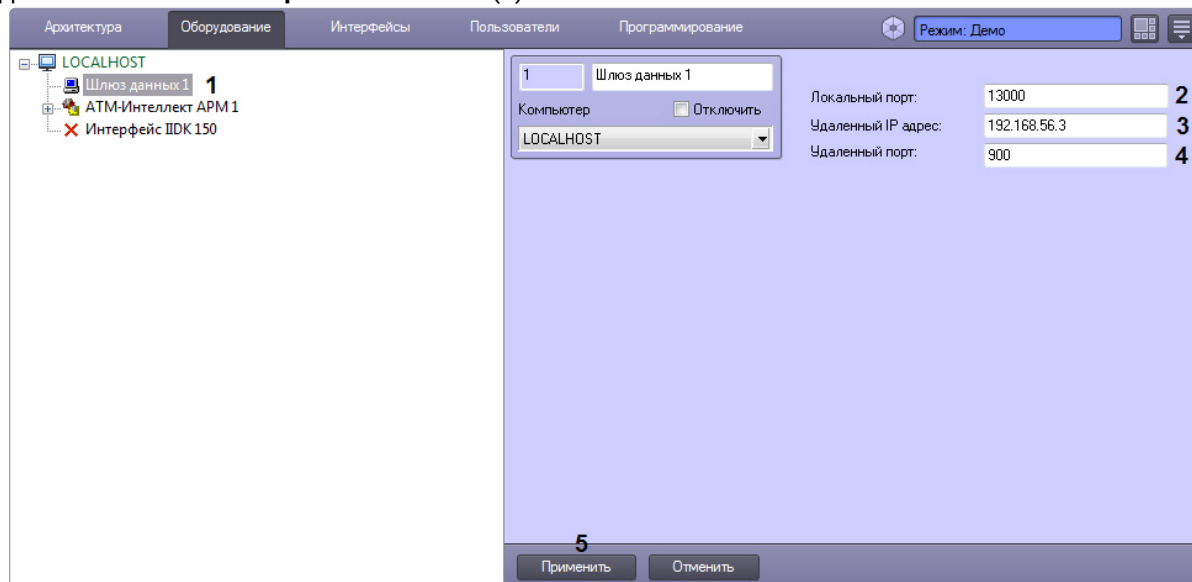 Архитектура Оборудование Интерфейсы Пользователи Программирование Режим: Демо
LOCALHOST
Шлюз данных 1 1
АТМ-Интеллект АРМ 1
Интерфейс IIDK 150
1 Шлюз данных 1
Компьютер Отключить
LOCALHOST
Локальный порт: 13000 2
Удаленный IP адрес: 192.168.56.3 3
Удаленный порт: 900 4
5
Применить Отменить